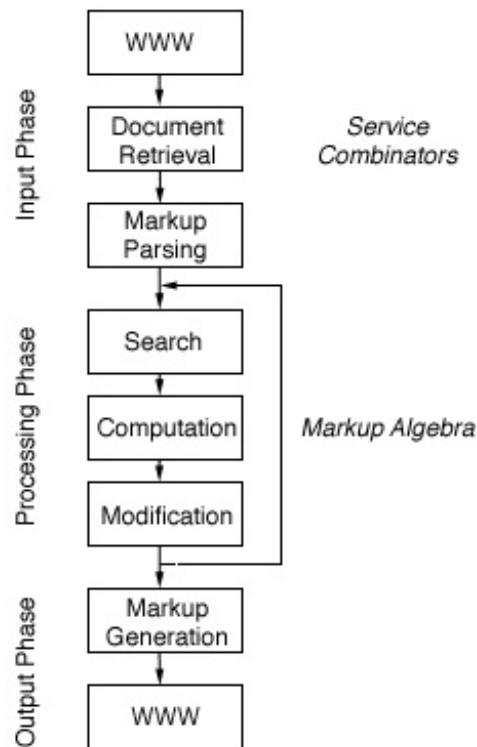 WWW
Input Phase
Document
Retrieval
Service
Combinators
Markup
Parsing
Processing Phase
Search
Computation
Markup Algebra
Modification
Output Phase
Markup
Generation
WWW